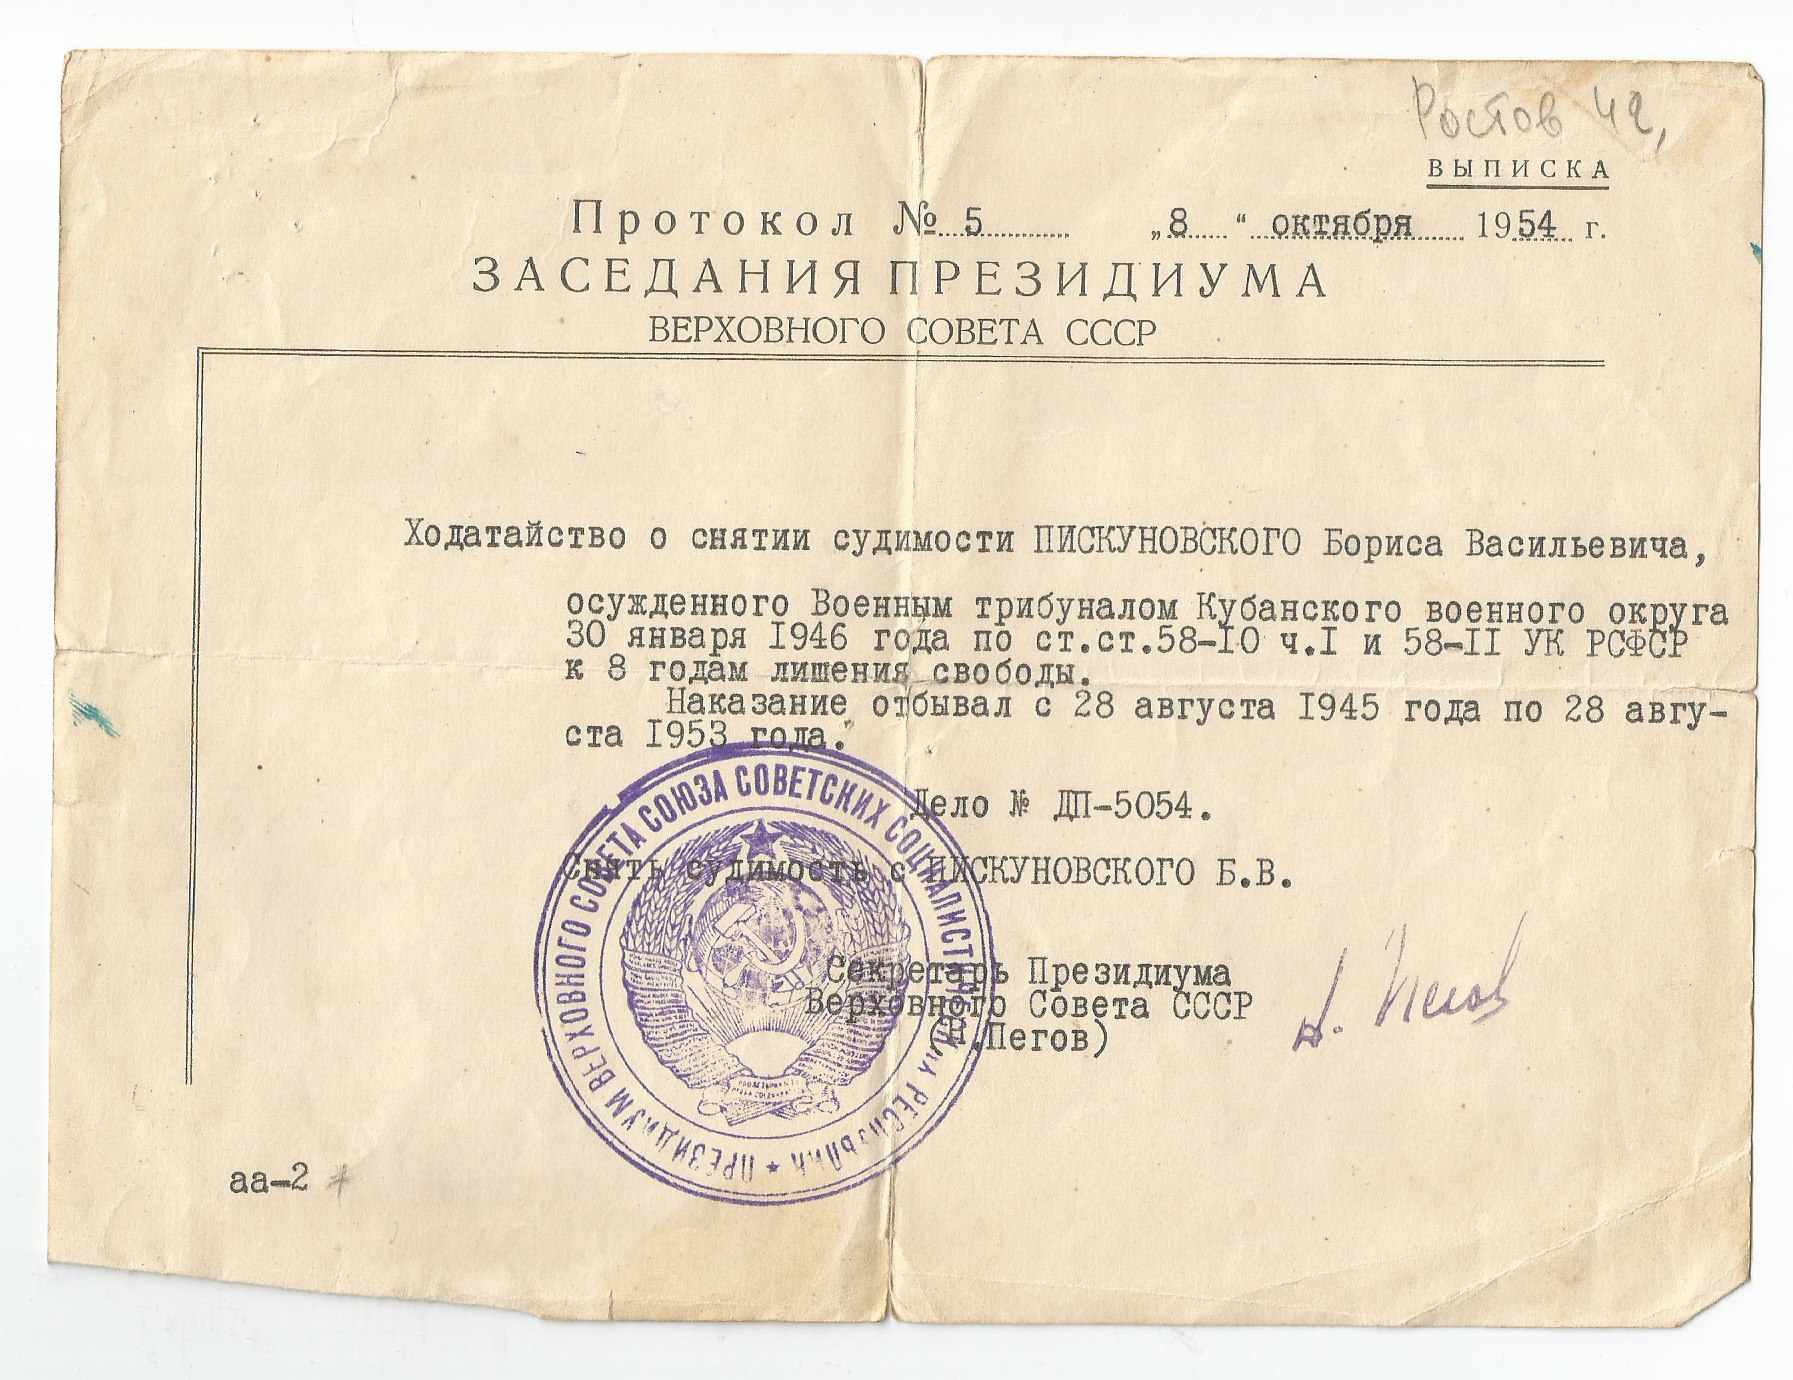 Ростов 42,
ВЫПИСКА
Протокол № 5 „8“ октября 1954 г.
ЗАСЕДАНИЯ ПРЕЗИДИУМА
ВЕРХОВНОГО СОВЕТА СССР
Ходатайство о снятии судимости ПИСКУНОВСКОГО Бориса Васильевича,
осужденного Военным трибуналом Кубанского военного округа
30 января 1946 года по ст.ст.58-10 ч.I и 58-II УК РСФСР
к 8 годам лишения свободы.
Наказание отбывал с 28 августа 1945 года по 28 авгу-
ста 1953 года.
Дело № ДП-5054.
Снять судимость с ПИСКУНОВСКОГО Б.В.
Секретарь Президиума
Верховного Совета СССР
(Н.Пегов)
Н. Пегов
ПРЕЗИДИУМ ВЕРХОВНОГО СОВЕТА СОЮЗА СОВЕТСКИХ СОЦИАЛИСТИЧЕСКИХ РЕСПУБЛИК
аа-2